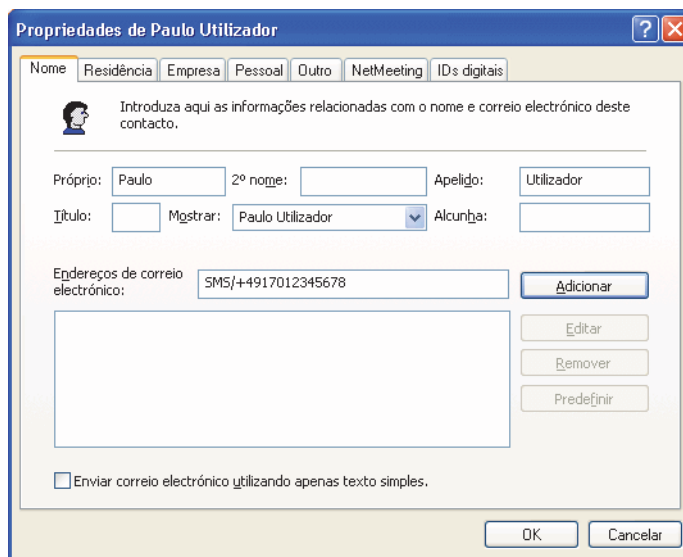 Propriedades de Paulo Utilizador
Nome Residência Empresa Pessoal Outro NetMeeting IDs digitais
Introduza aqui as informações relacionadas com o nome e correio electrónico deste
contacto.
Próprio: Paulo 2º nome: Apelido: Utilizador
Título: Mostrar: Paulo Utilizador Alcunha:
Endereços de correio
electrónico: SMS/+4917012345678 Adicionar
Editar
Remover
Predefinir
Enviar correio electrónico utilizando apenas texto simples.
OK Cancelar